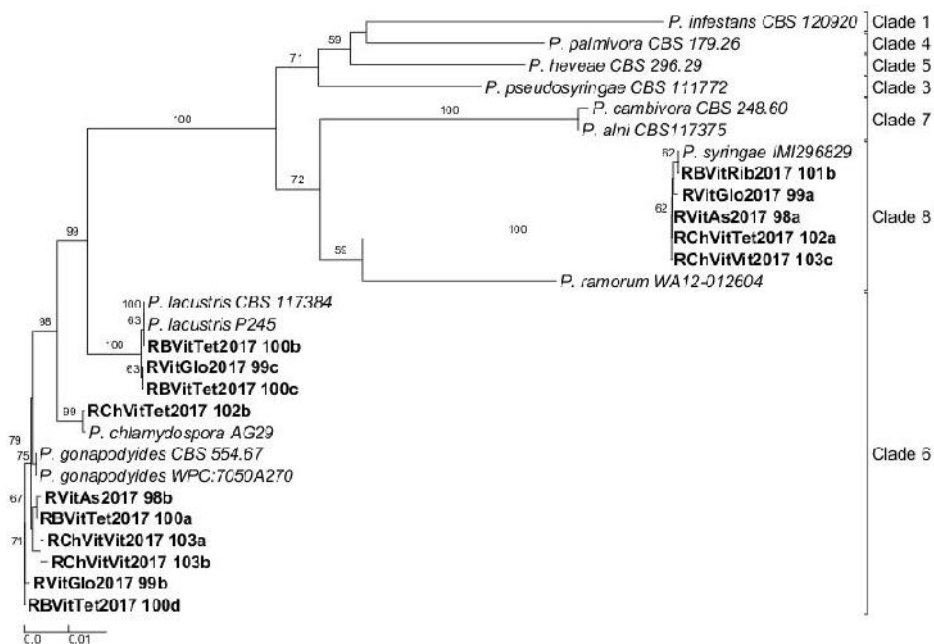 P. infestans CBS 120920 Clade 1
59
P. palmivora CBS 179.26 Clade 4
71
P. heveae CBS 296.29 Clade 5
P. pseudosyringae CBS 111772 Clade 3
100
100
P. cambivora CBS 248.60 Clade 7
P. alni CBS117375
62
P. syringae IMI296829
RBVitRib2017 101b
72
RVitGlo2017 99a
62
RVitAs2017 98a Clade 8
99
100
RChVitTet2017 102a
59
RChVitVit2017 103c
P. ramorum WA12-012604
100
P. lacustris CBS 117384
98
63
P. lacustris P245
100
RBVitTet2017 100b
63
RVitGlo2017 99c
RBVitTet2017 100c
99
RChVitTet2017 102b
P. chlamydospora AG29
79
75
P. gonapodyides CBS 554.67 Clade 6
P. gonapodyides WPC:7050A270
67
RVitAs2017 98b
RBVitTet2017 100a
71
RChVitVit2017 103a
RChVitVit2017 103b
RVitGlo2017 99b
RBVitTet2017 100d
0.0 0.01